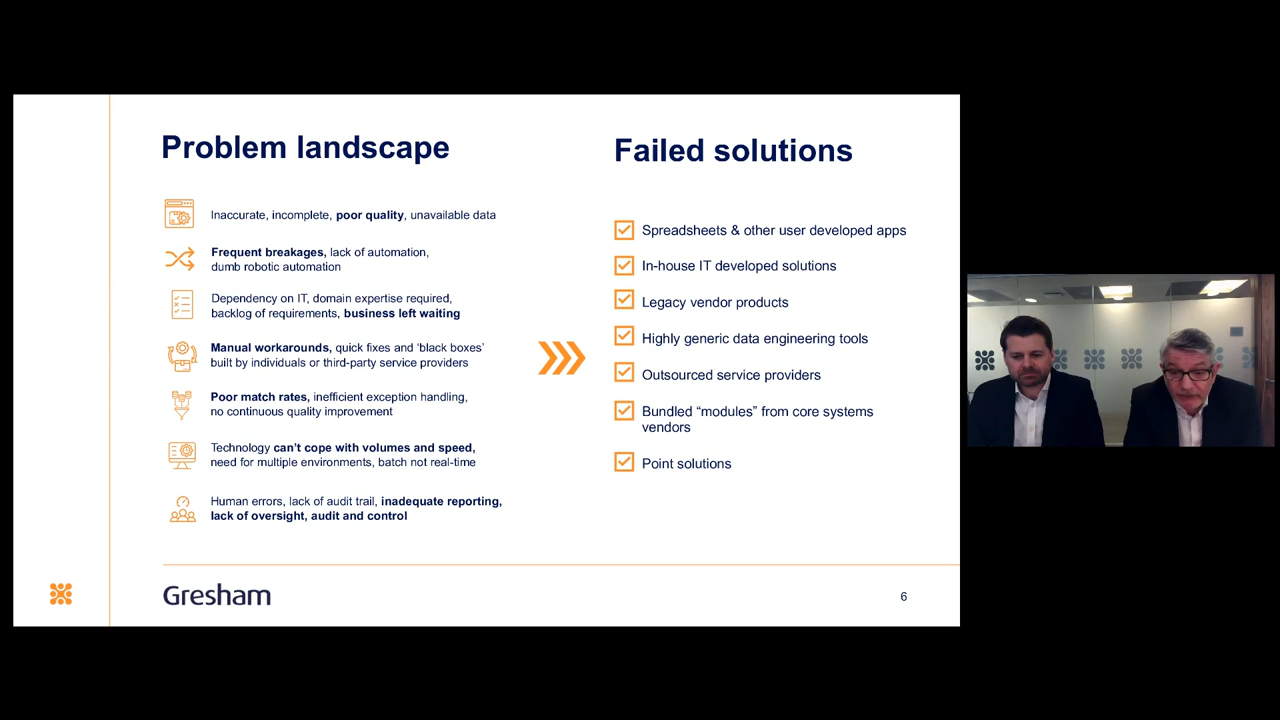 Problem landscape
Inaccurate, incomplete, poor quality, unavailable data
Frequent breakages, lack of automation,
dumb robotic automation
Dependency on IT, domain expertise required,
backlog of requirements, business left waiting
Manual workarounds, quick fixes and ‘black boxes’
built by individuals or third-party service providers
Poor match rates, inefficient exception handling,
no continuous quality improvement
Technology can’t cope with volumes and speed,
need for multiple environments, batch not real-time
Human errors, lack of audit trail, inadequate reporting,
lack of oversight, audit and control
Failed solutions
Spreadsheets & other user developed apps
In-house IT developed solutions
Legacy vendor products
Highly generic data engineering tools
Outsourced service providers
Bundled “modules” from core systems
vendors
Point solutions
Gresham
6